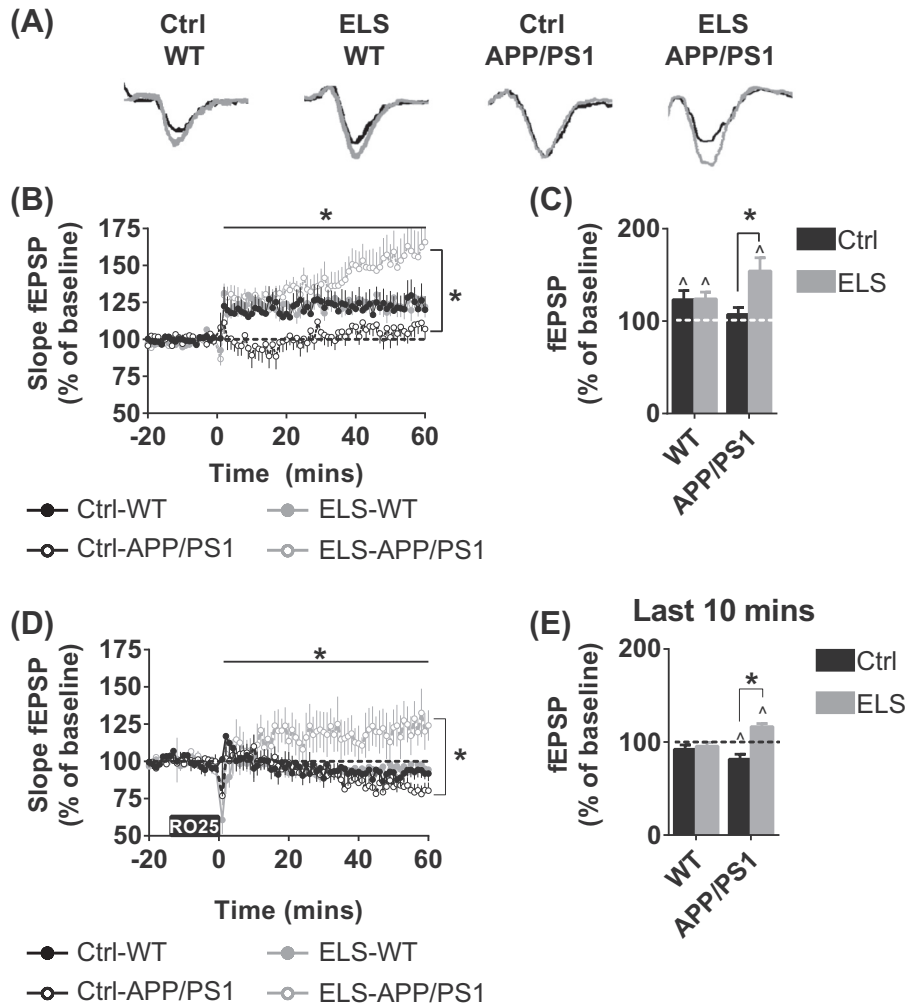 (A)
Ctrl
WT
ELS
WT
Ctrl
APP/PS1
ELS
APP/PS1
(B)
Slope fEPSP
(% of baseline)
175
150
125
100
75
50
-20
0
20
40
60
*
*
Time (mins)
Ctrl-WT
ELS-WT
Ctrl-APP/PS1
ELS-APP/PS1
(C)
fEPSP
(% of baseline)
200
100
0
^
^
*
^
WT
APP/PS1
Ctrl
ELS
(D)
Slope fEPSP
(% of baseline)
175
150
125
100
75
50
RO25
-20
0
20
40
60
*
*
Time (mins)
Ctrl-WT
ELS-WT
Ctrl-APP/PS1
ELS-APP/PS1
(E)
Last 10 mins
fEPSP
(% of baseline)
200
100
0
*
^
^
WT
APP/PS1
Ctrl
ELS